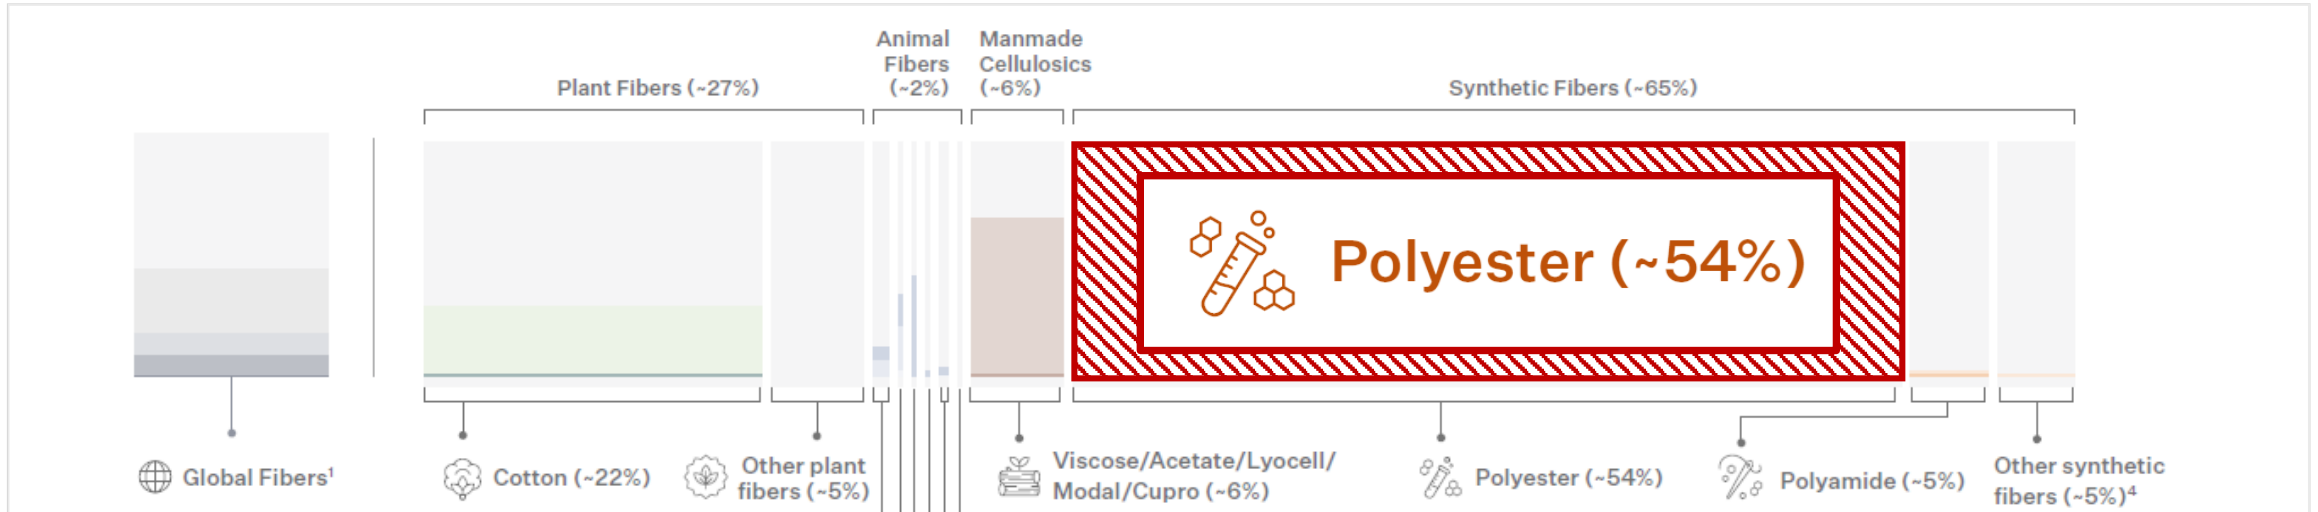 Animal
Fibers
(~2%)
Manmade
Cellulosics
(~6%)
Plant Fibers (~27%)
Synthetic Fibers (~65%)
Polyester (~54%)
Global Fibers¹
Cotton (~22%)
Other plant
fibers (~5%)
Viscose/Acetate/Lyocell/
Modal/Cupro (~6%)
Polyester (~54%)
Polyamide (~5%)
Other synthetic
fibers (~5%)⁴